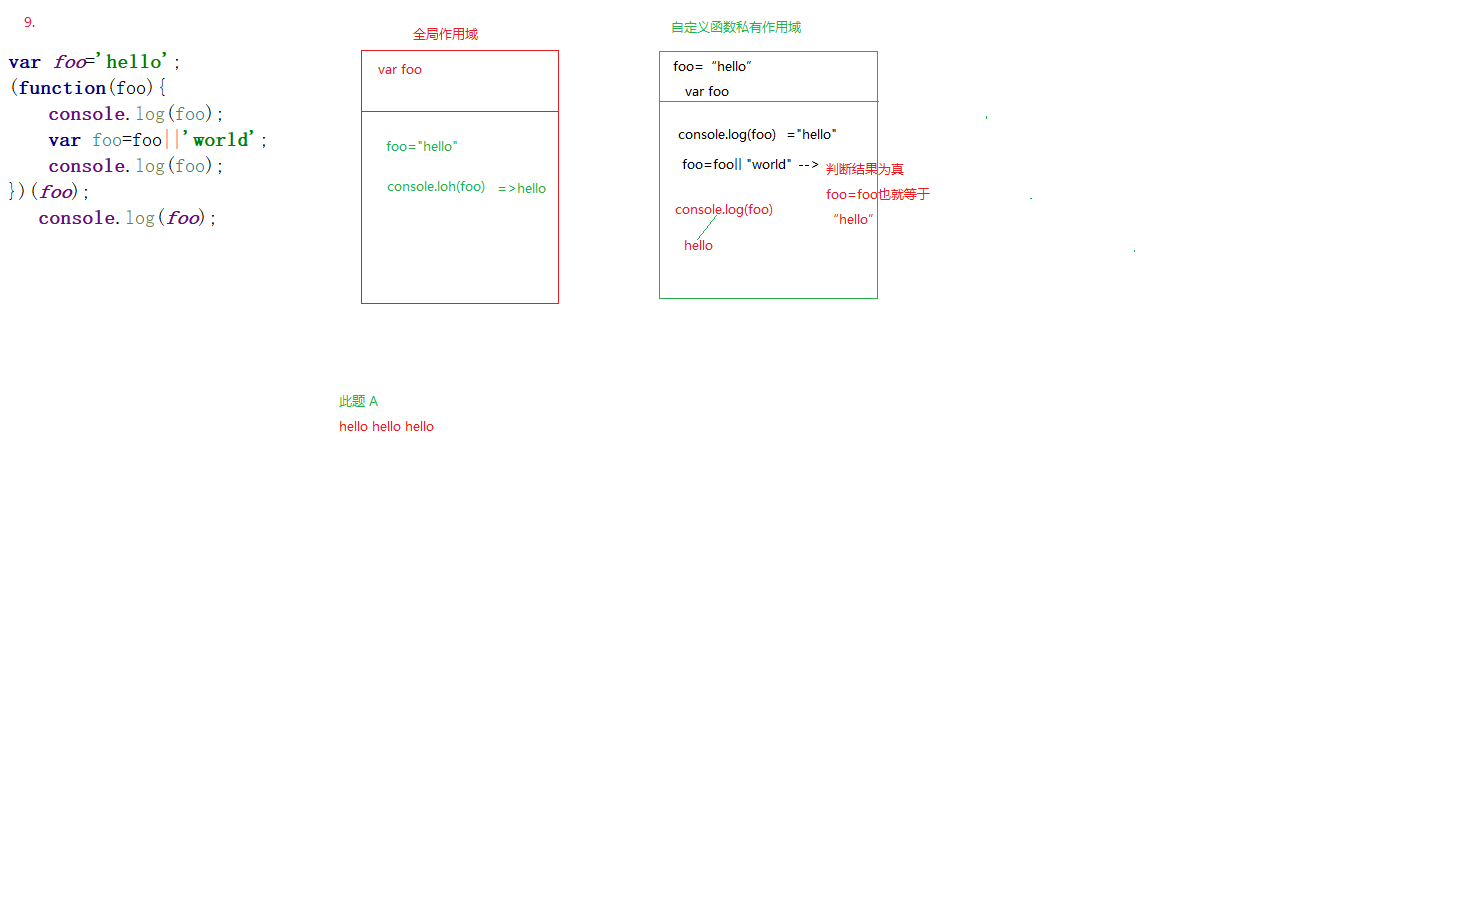 9.
var foo='hello';
(function(foo){
console.log(foo);
var foo=foo||'world';
console.log(foo);
})(foo);
console.log(foo);
全局作用域
var foo
foo="hello"
console.loh(foo) =>hello
自定义函数私有作用域
foo=“hello”
var foo
console.log(foo) ="hello"
foo=foo|| "world" -->
判断结果为真
foo=foo也就等于
“hello”
console.log(foo)
hello
此题 A
hello hello hello